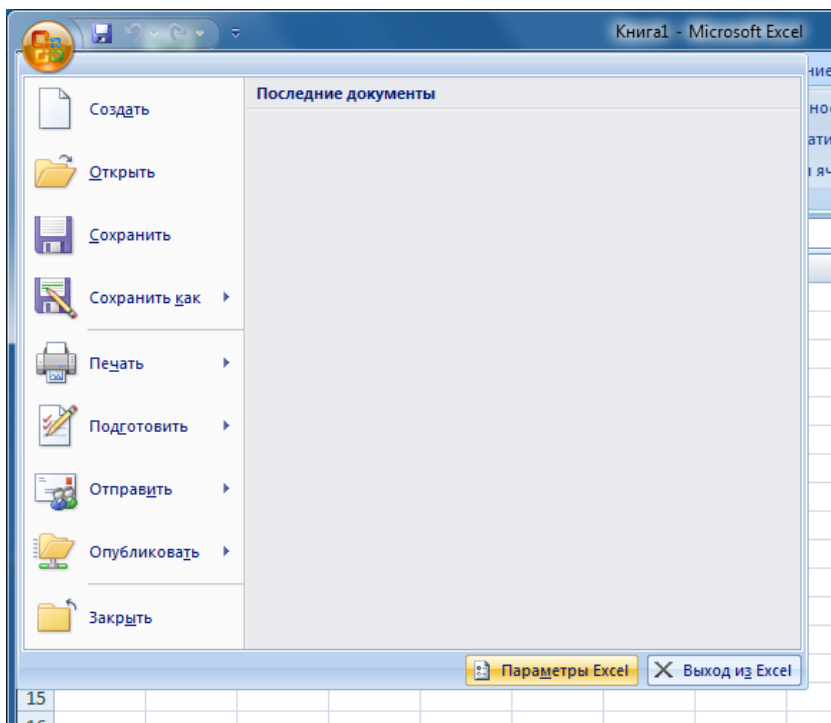 Книга1 - Microsoft Excel
Последние документы
Создать
Открыть
Сохранить
Сохранить как
Печать
Подготовить
Отправить
Опубликовать
Закрыть
Параметры Excel
Выход из Excel
15